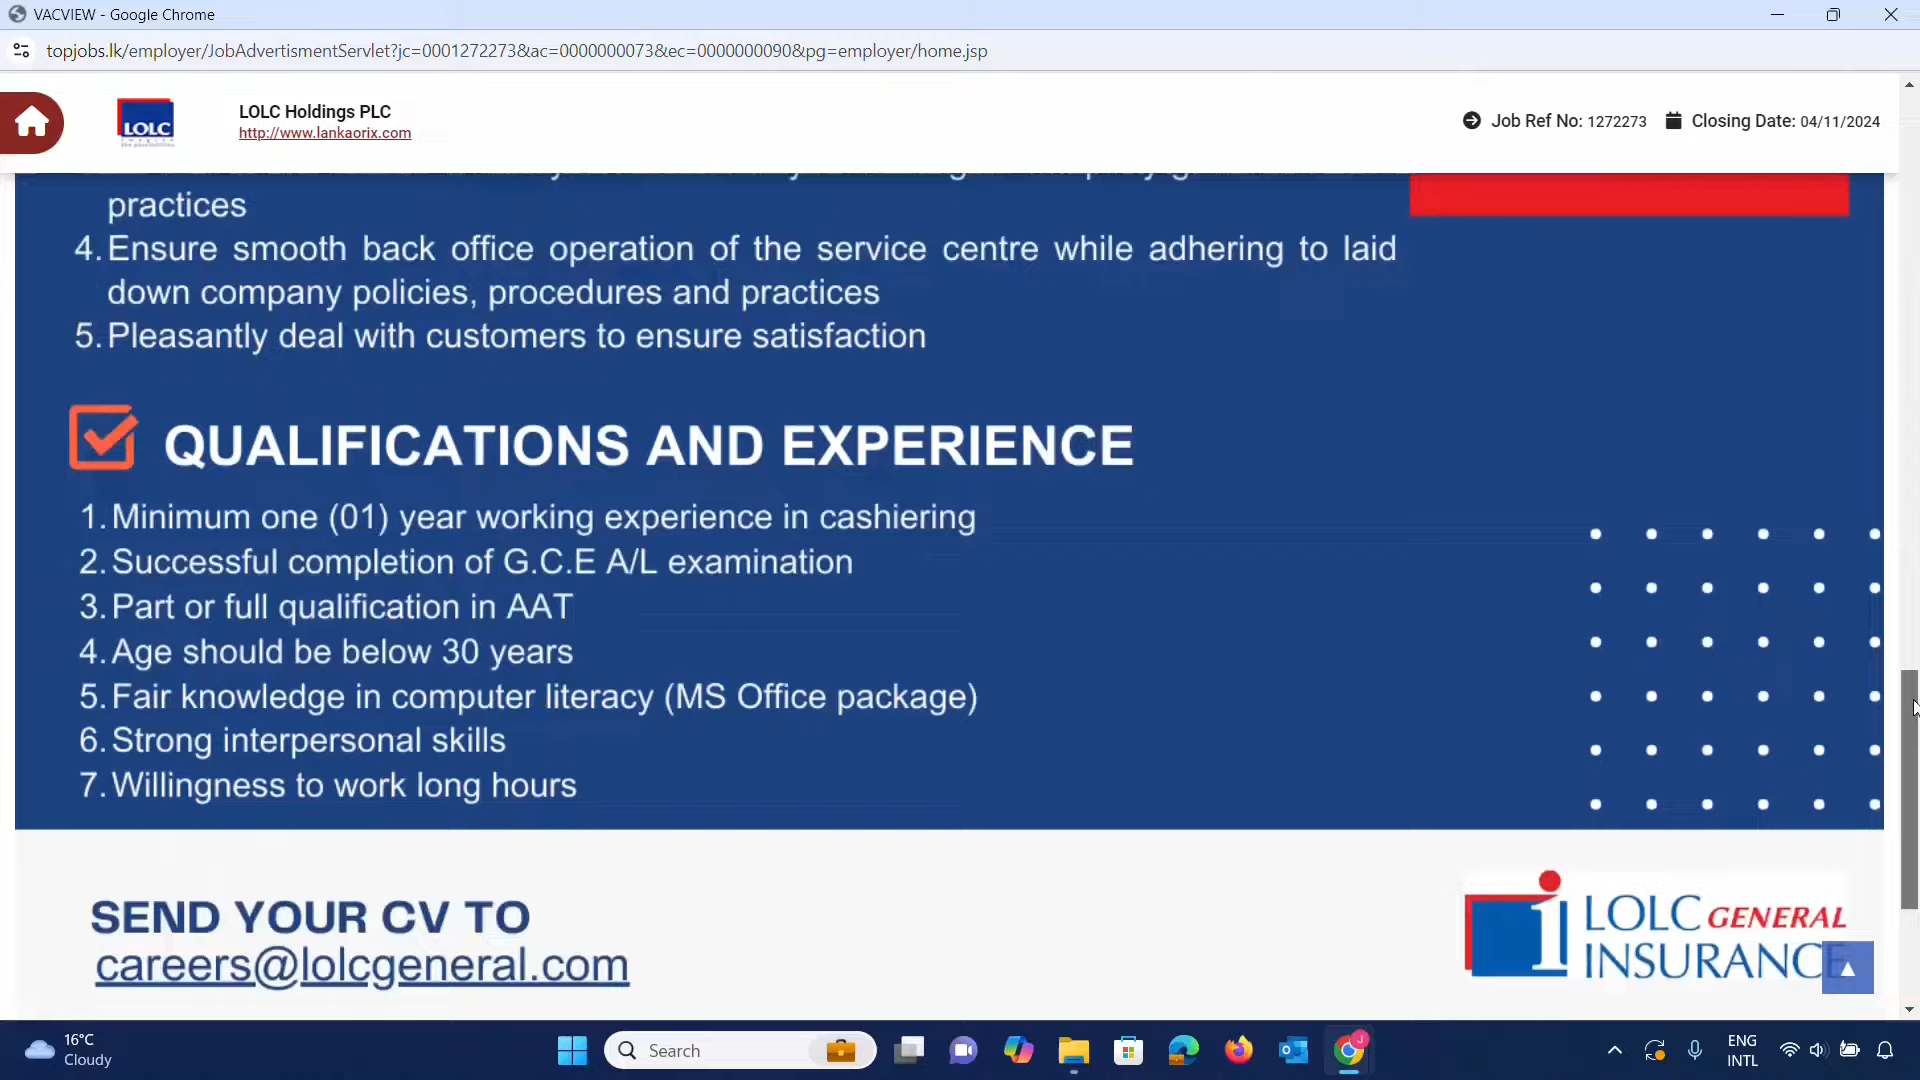 VACVIEW - Google Chrome
topjobs.lk/employer/JobAdvertismentServlet?jc=0001272273&ac=0000000073&ec=0000000090&pg=employer/home.jsp
LOLC
LOLC Holdings PLC
http://www.lankaorix.com
Job Ref No: 1272273
Closing Date: 04/11/2024
practices
4. Ensure smooth back office operation of the service centre while adhering to laid
down company policies, procedures and practices
5. Pleasantly deal with customers to ensure satisfaction
QUALIFICATIONS AND EXPERIENCE
1. Minimum one (01) year working experience in cashiering
2. Successful completion of G.C.E A/L examination
3. Part or full qualification in AAT
4. Age should be below 30 years
5. Fair knowledge in computer literacy (MS Office package)
6. Strong interpersonal skills
7. Willingness to work long hours
SEND YOUR CV TO
careers@lolcgeneral.com
LOLC GENERAL
INSURANCE
16°C
Cloudy
Search
J
ENG
INTL